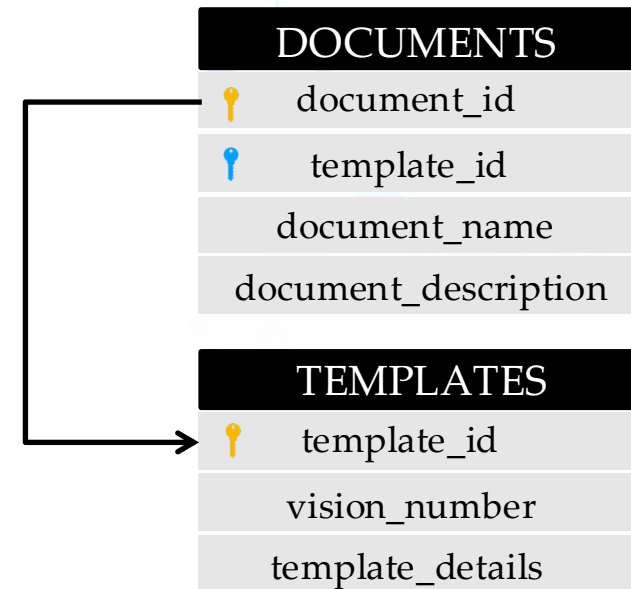 DOCUMENTS
document_id
template_id
document_name
document_description
TEMPLATES
template_id
vision_number
template_details